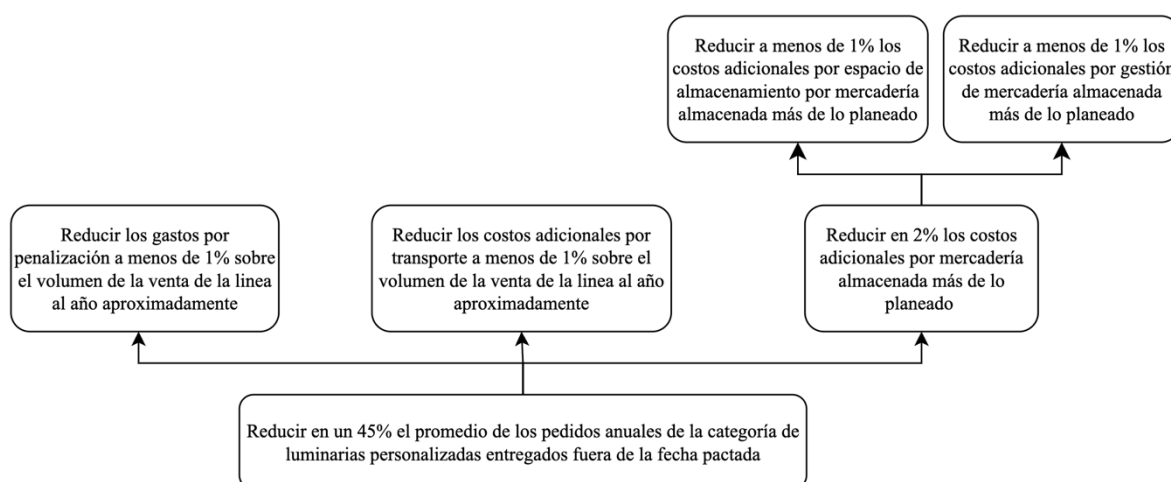 Reducir a menos de 1% los
costos adicionales por espacio de
almacenamiento por mercadería
almacenada más de lo planeado
Reducir a menos de 1% los
costos adicionales por gestión
de mercadería almacenada
más de lo planeado
Reducir los gastos por
penalización a menos de 1% sobre
el volumen de la venta de la linea
al año aproximadamente
Reducir los costos adicionales por
transporte a menos de 1% sobre el
volumen de la venta de la linea al año
aproximadamente
Reducir en 2% los costos
adicionales por mercadería
almacenada más de lo
planeado
Reducir en un 45% el promedio de los pedidos anuales de la categoría de
luminarias personalizadas entregados fuera de la fecha pactada